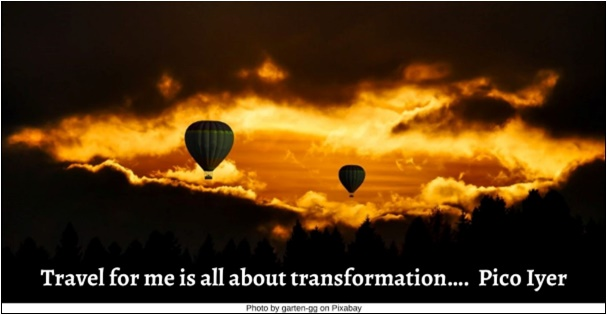 Travel for me is all about transformation.... Pico Iyer
Photo by garten-gg on Pixabay